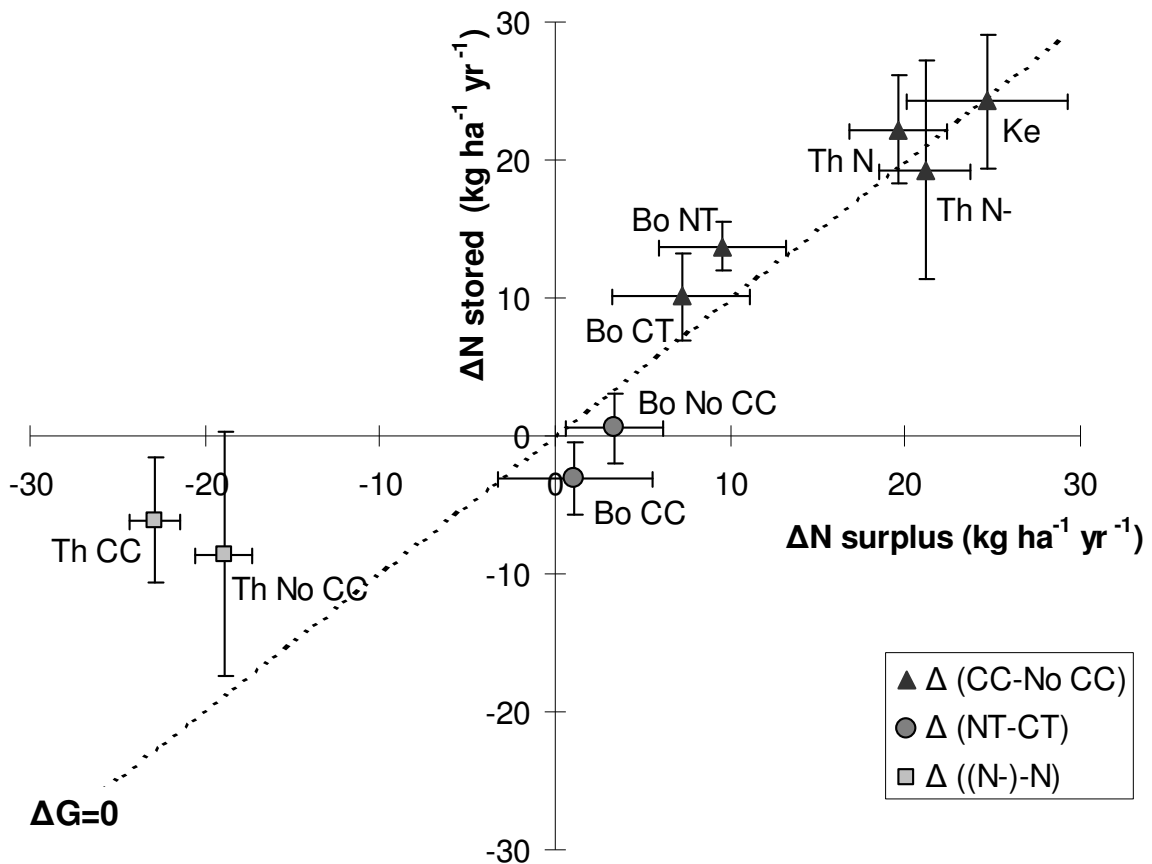 30
ΔN stored (kg ha-1 yr-1)
Ke
Th N
20
Th N-
Bo NT
10
Bo CT
Bo No CC
0
-30
-20
-10
0
10
20
30
Bo CC
ΔN surplus (kg ha-1 yr-1)
Th CC
Th No CC
-10
Δ (CC-No CC)
-20
Δ (NT-CT)
Δ ((N-)-N)
ΔG=0
-30